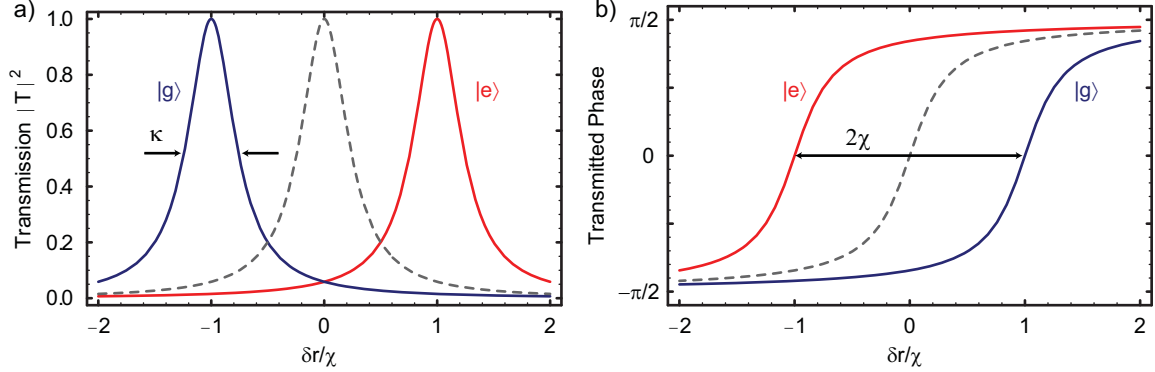 a)
Transmission | T | ²
1.0
0.8
0.6
0.4
0.2
0.0
|g⟩
|e⟩
κ
−2
−1
0
1
2
δr/χ
b)
Transmitted Phase
π/2
0
−π/2
|e⟩
|g⟩
2χ
−2
−1
0
1
2
δr/χ